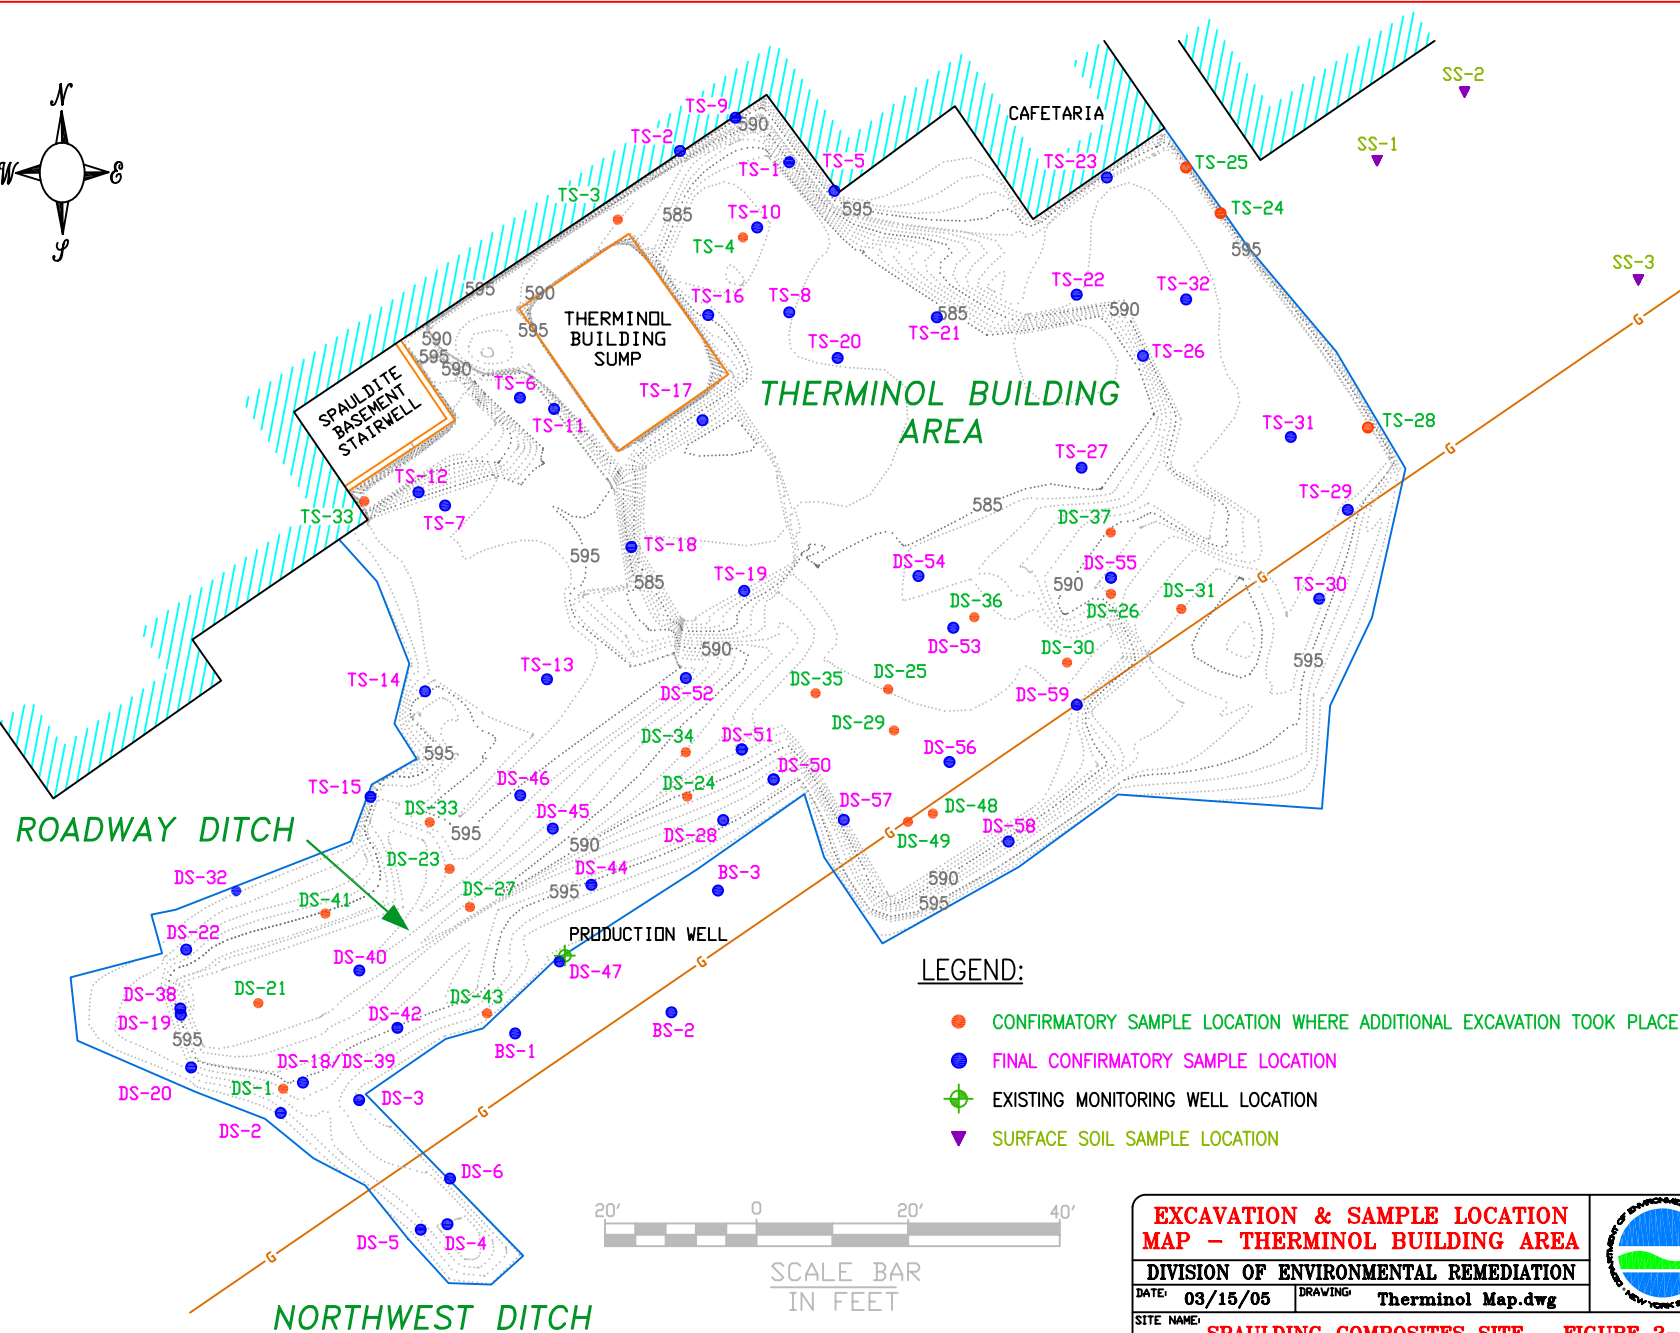 N
W
E
S
SS-2
SS-1
SS-3
CAFETARIA
TS-9
590
TS-2
TS-1
TS-5
TS-23
TS-25
TS-3
585
TS-10
595
TS-24
TS-4
595
595
590
TS-16
TS-8
TS-22
TS-32
590
G
THERMINOL
BUILDING
SUMP
595
585
TS-21
590
595
590
TS-20
TS-26
SPAULDITE
BASEMENT
STAIRWELL
TS-6
TS-17
THERMINOL BUILDING
AREA
TS-11
TS-31
TS-28
G
TS-12
TS-27
TS-29
TS-33
TS-7
585
DS-37
TS-18
595
585
TS-19
DS-54
DS-55
590
G
DS-31
TS-30
DS-36
DS-26
DS-53
590
DS-30
595
TS-13
TS-14
DS-52
DS-35
DS-25
DS-59
DS-29
DS-34
DS-51
595
DS-56
DS-50
TS-15
DS-46
DS-24
DS-33
DS-45
DS-57
DS-48
ROADWAY DITCH
595
DS-28
G
DS-49
DS-58
590
DS-23
DS-44
BS-3
590
DS-32
DS-27
595
595
DS-41
DS-22
PRODUCTION WELL
DS-40
DS-47
G
LEGEND:
DS-38
DS-21
DS-43
DS-19
DS-42
BS-2
CONFIRMATORY SAMPLE LOCATION WHERE ADDITIONAL EXCAVATION TOOK PLACE
595
BS-1
DS-18/DS-39
FINAL CONFIRMATORY SAMPLE LOCATION
DS-20
DS-1
DS-3
EXISTING MONITORING WELL LOCATION
G
DS-2
SURFACE SOIL SAMPLE LOCATION
DS-6
20' 0 20' 40'
DS-5
DS-4
G
SCALE BAR
IN FEET
NORTHWEST DITCH
EXCAVATION & SAMPLE LOCATION
MAP - THERMINOL BUILDING AREA
DIVISION OF ENVIRONMENTAL REMEDIATION
DATE: 03/15/05 DRAWING: Therminol Map.dwg
SITE NAME: SPAULDING COMPOSITES SITE